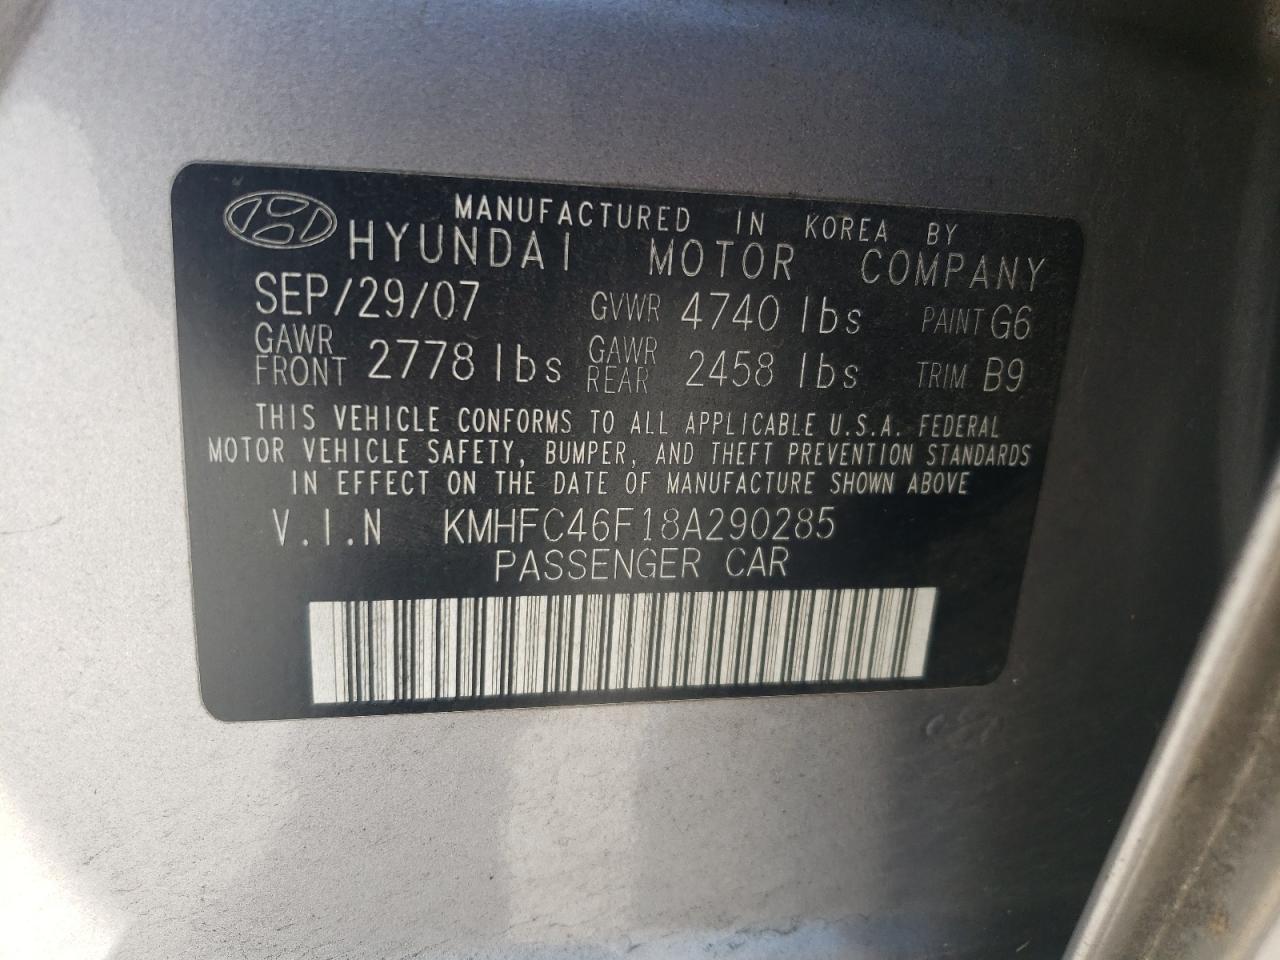 MANUFACTURED IN KOREA BY
HYUNDAI MOTOR COMPANY
SEP/29/07 GVWR 4740 lbs PAINT G6
GAWR FRONT 2778 lbs GAWR REAR 2458 lbs TRIM B9
THIS VEHICLE CONFORMS TO ALL APPLICABLE U.S.A. FEDERAL
MOTOR VEHICLE SAFETY, BUMPER, AND THEFT PREVENTION STANDARDS
IN EFFECT ON THE DATE OF MANUFACTURE SHOWN ABOVE
V.I.N KMHFC46F18A290285
PASSENGER CAR